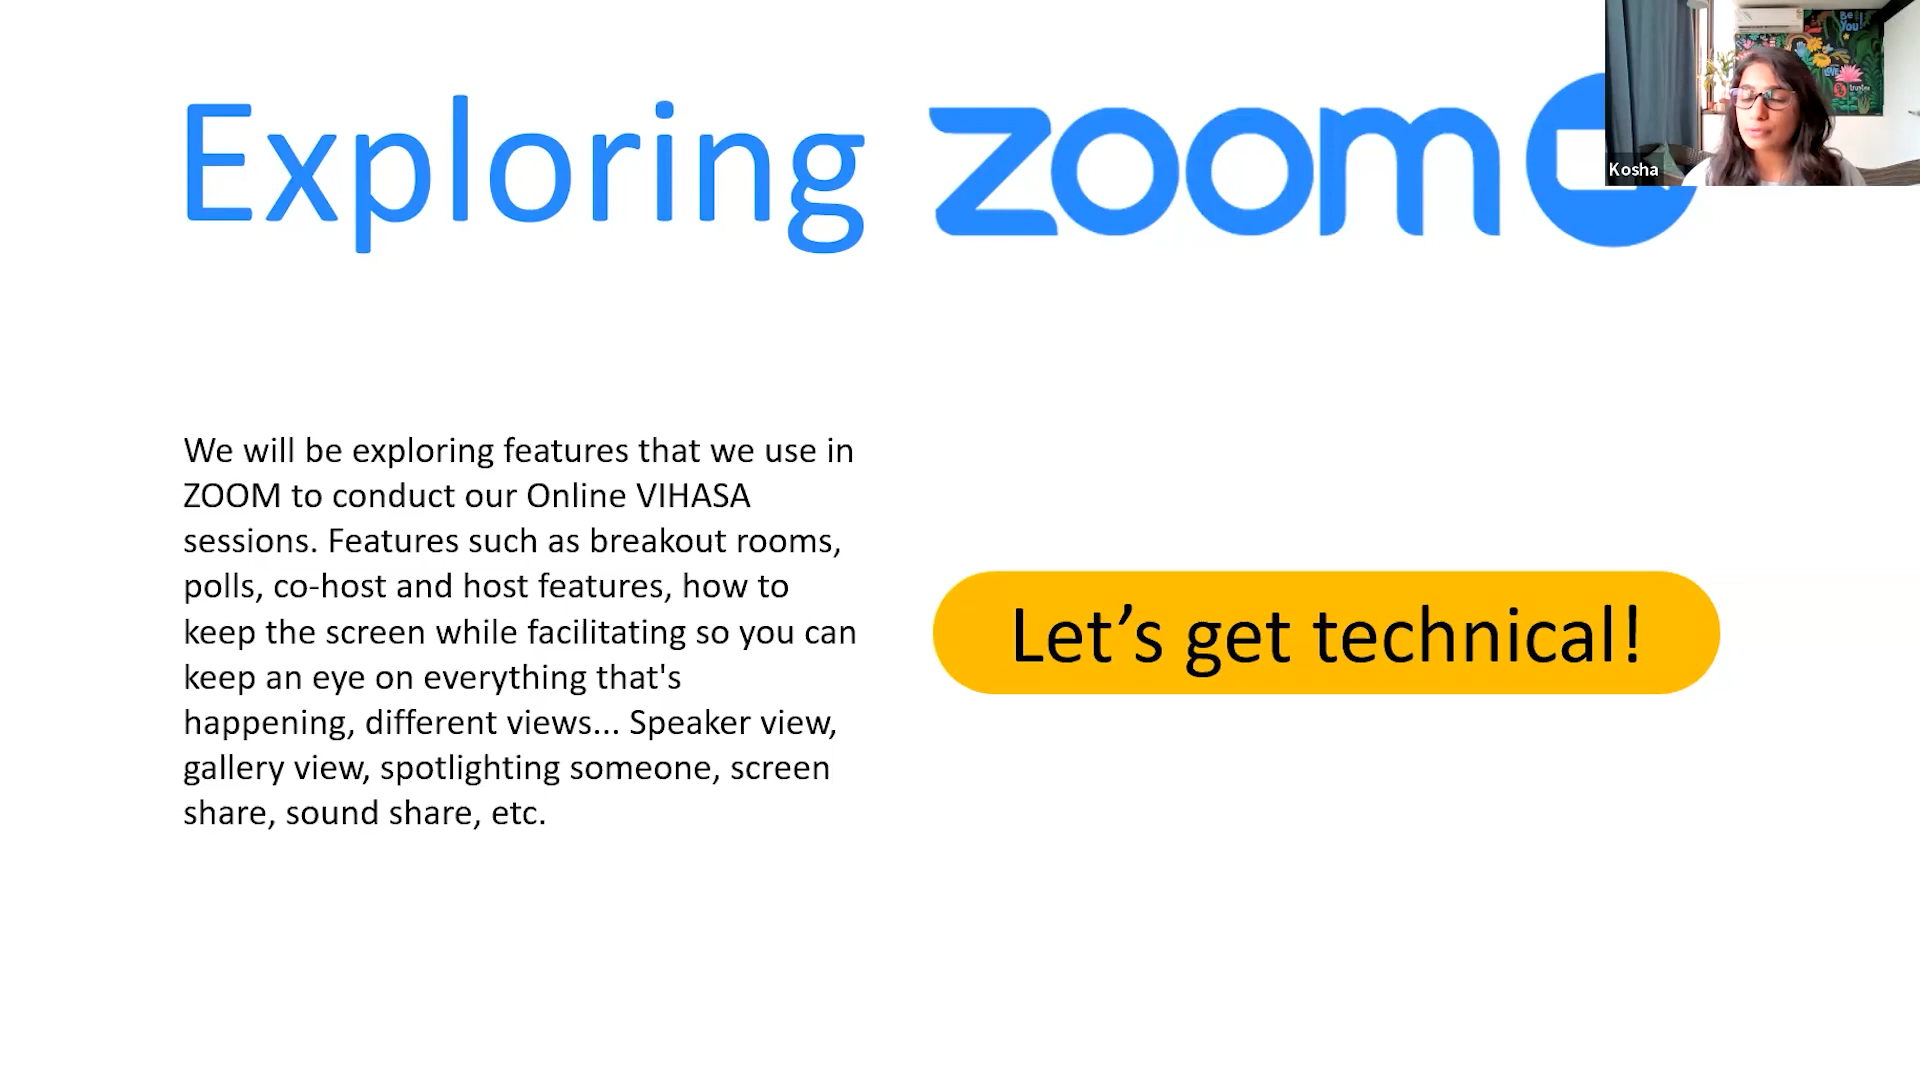 Exploring zoom
Kosha
Be
You!
LOVE
We will be exploring features that we use in
ZOOM to conduct our Online VIHASA
sessions. Features such as breakout rooms,
polls, co-host and host features, how to
keep the screen while facilitating so you can
keep an eye on everything that's
happening, different views... Speaker view,
gallery view, spotlighting someone, screen
share, sound share, etc.
Let’s get technical!